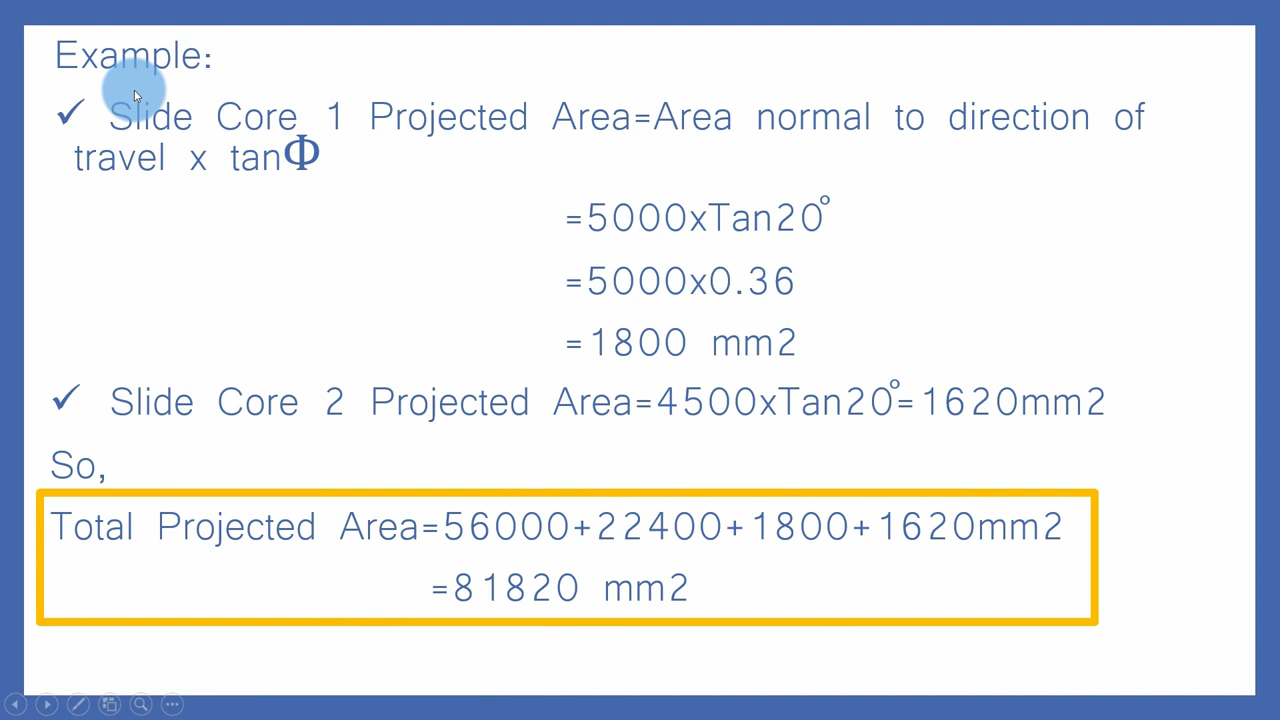 Example:
✓ Slide Core 1 Projected Area=Area normal to direction of
travel x tanΦ
=5000xTan20°
=5000x0.36
=1800 mm2
✓ Slide Core 2 Projected Area=4500xTan20°=1620mm2
So,
Total Projected Area=56000+22400+1800+1620mm2
=81820 mm2